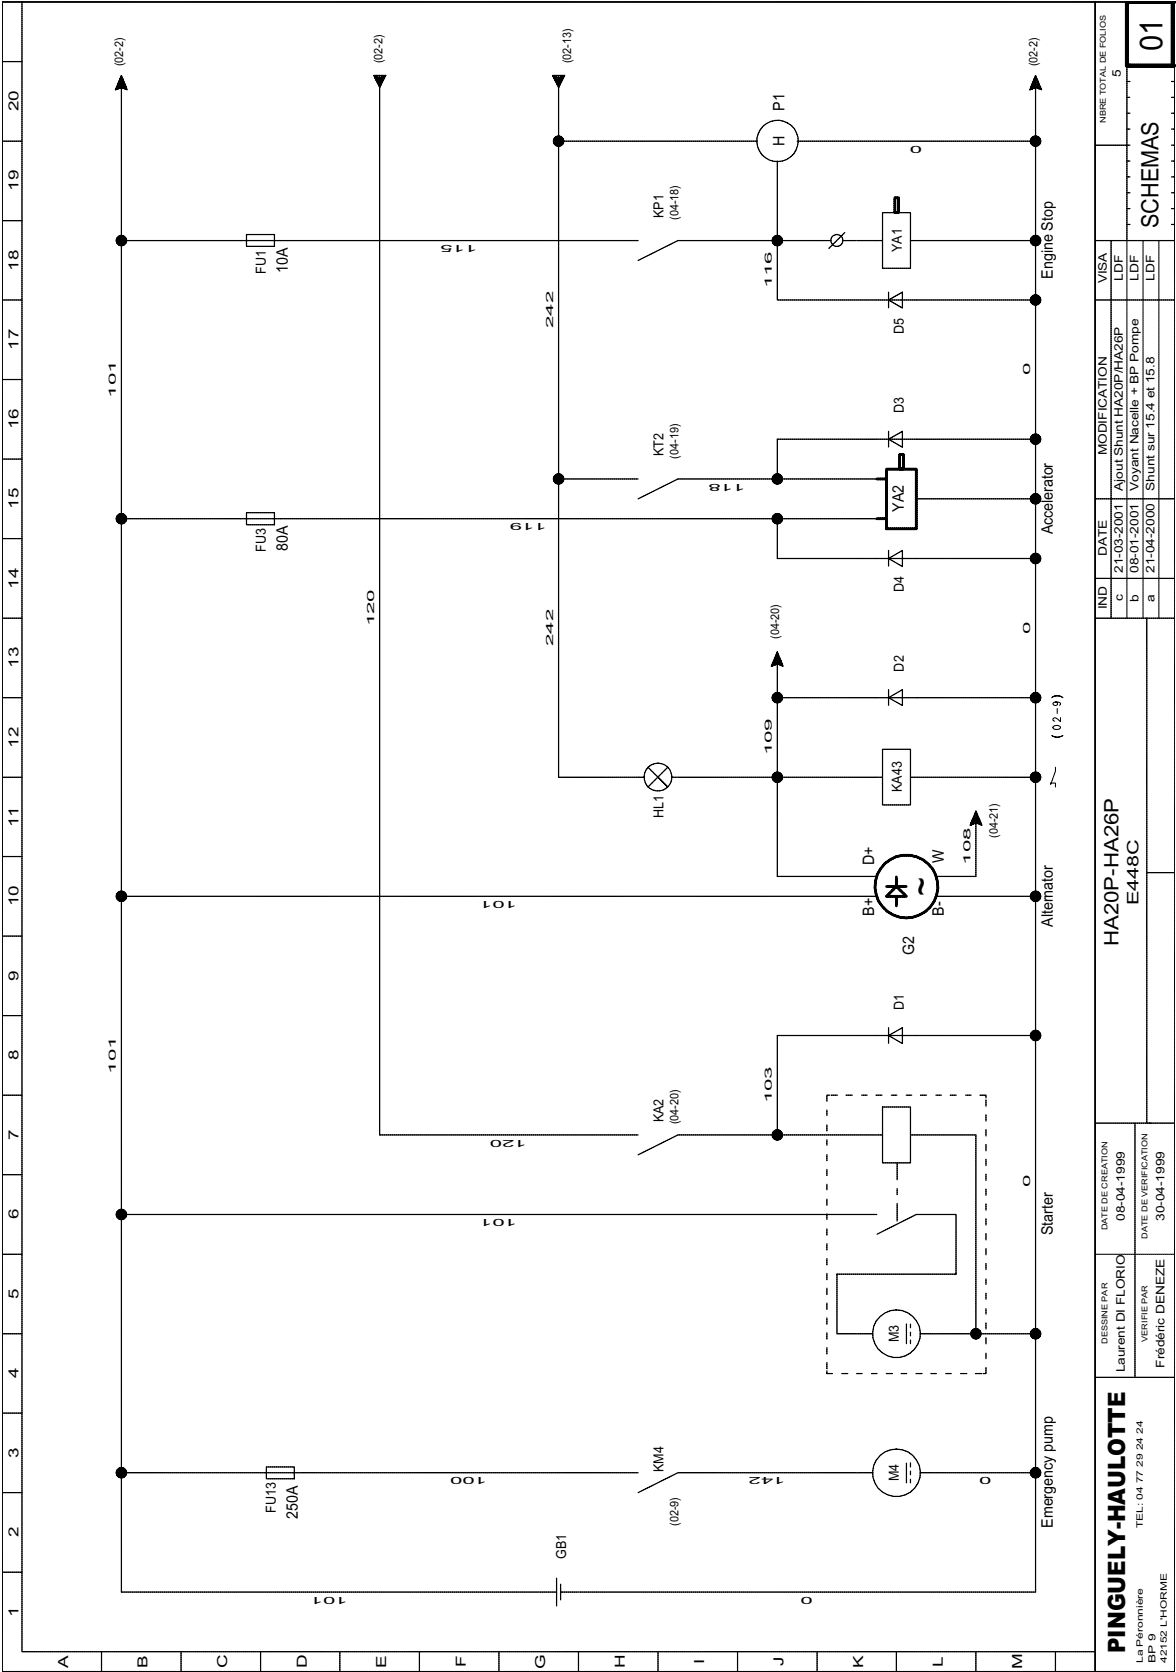 1 2 3 4 5 6 7 8 9 10 11 12 13 14 15 16 17 18 19 20
A
B
C
D
E
F
G
H
I
J
K
L
M
101
101
(02-2)
120
(02-2)
242
242
(02-13)
0
0
0
(02-2)
101
GB1
0
FU13
250A
100
KM4
(02-9)
142
M4
0
Emergency pump
101
120
KA2
(04-20)
103
M3
D1
Starter
101
B+
D+
G2
B-
W
108
(04-21)
Alternator
HL1
109
(04-20)
KA43
D2
(02-9)
FU3
80A
119
KT2
(04-19)
118
D4
YA2
D3
Accelerator
FU1
10A
115
KP1
(04-18)
116
D5
YA1
H
P1
0
Engine Stop
PINGUELY-HAULOTTE
La Péronnière
BP 9
42152 L'HORME
TEL: 04 77 29 24 24
DESSINE PAR
Laurent DI FLORIO
VERIFIE PAR
Frédéric DENEZE
DATE DE CREATION
08-04-1999
DATE DE VERIFICATION
30-04-1999
HA20P-HA26P
E448C
IND DATE MODIFICATION VISA
c 21-03-2001 Ajout Shunt HA20P/HA26P LDF
b 08-01-2001 Voyant Nacelle + BP Pompe LDF
a 21-04-2000 Shunt sur 15.4 et 15.8 LDF
NBRE TOTAL DE FOLIOS
5
SCHEMAS
01